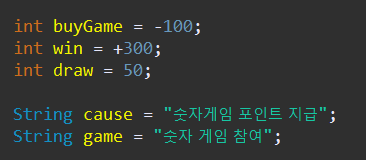 int buyGame = -100;
int win = +300;
int draw = 50;
String cause = "숫자게임 포인트 지급";
String game = "숫자 게임 참여";